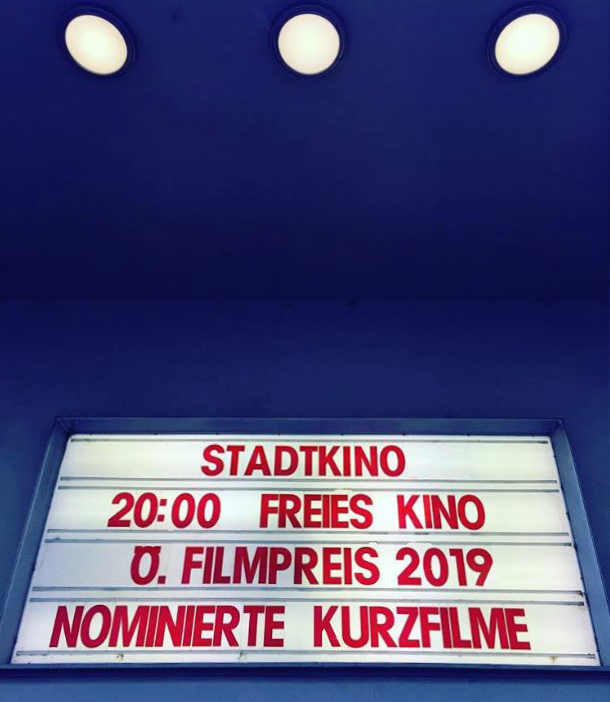 STADTKINO
20:00 FREIES KINO
Ö. FILMPREIS 2019
NOMINIERTE KURZFILME